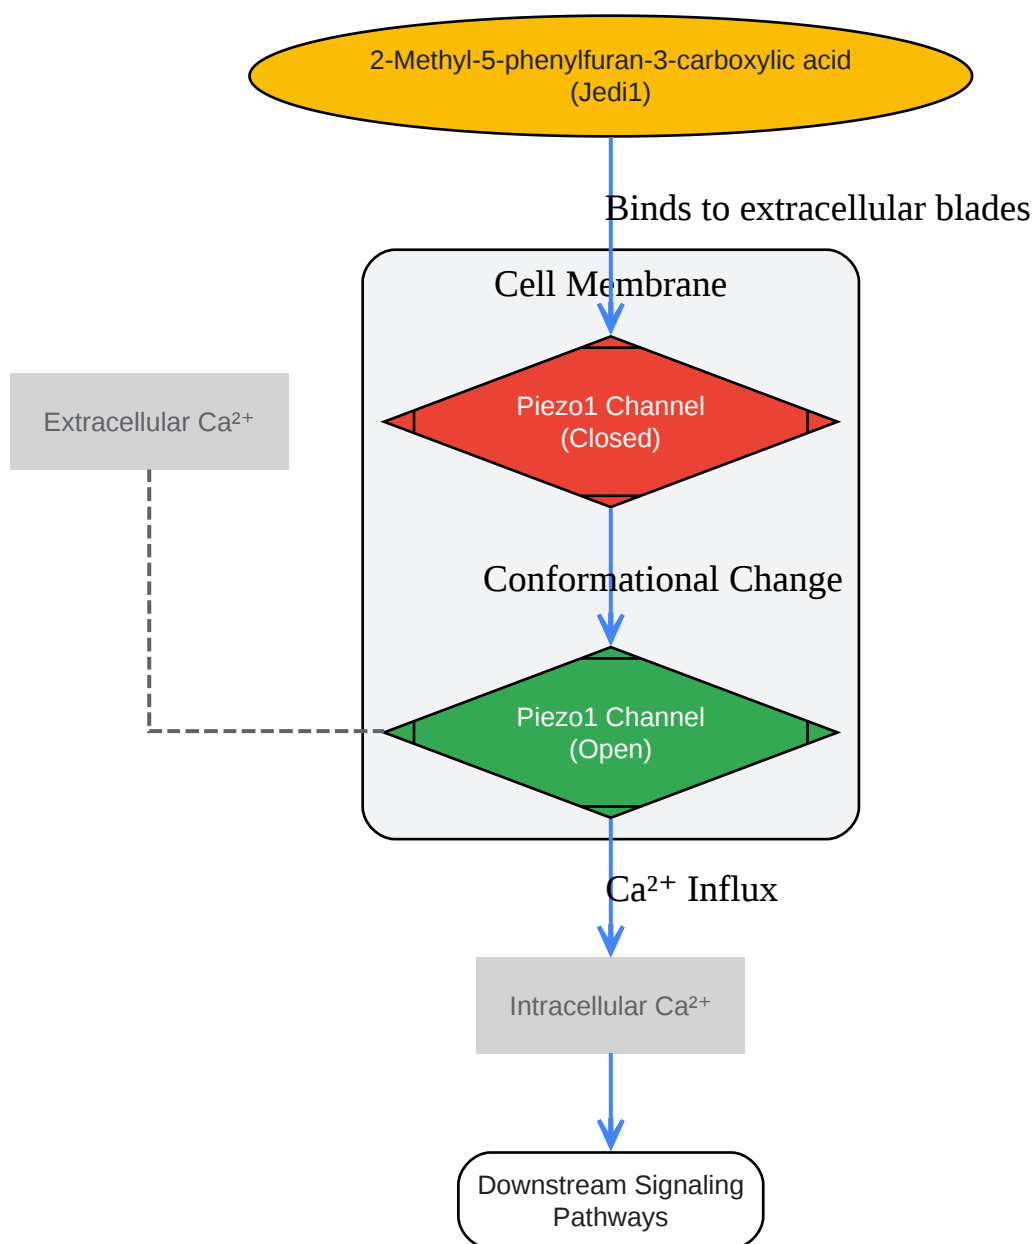 2-Methyl-5-phenylfuran-3-carboxylic acid
(Jedi1)
Binds to extracellular blades
Cell Membrane
Piezo1 Channel
(Closed)
Extracellular Ca²⁺
Conformational Change
Piezo1 Channel
(Open)
Ca²⁺ Influx
Intracellular Ca²⁺
Downstream Signaling
Pathways